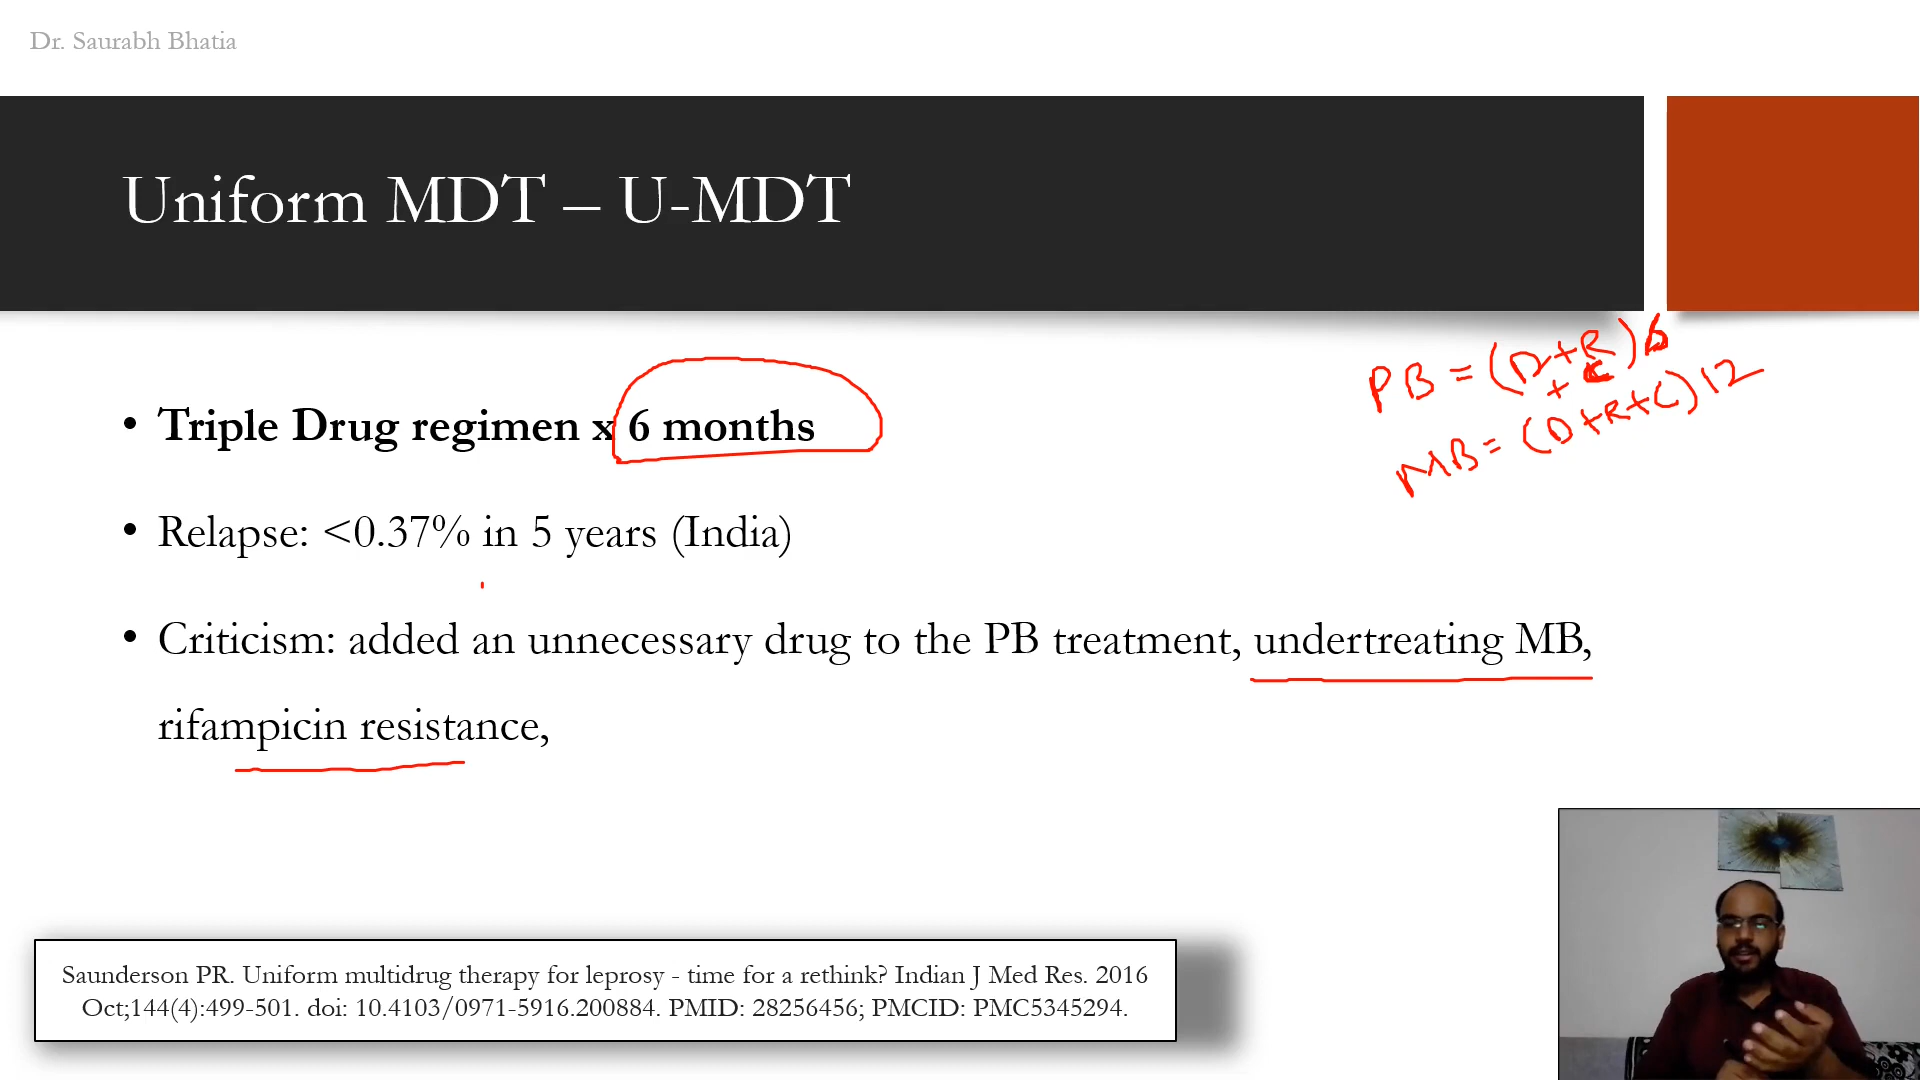 Dr. Saurabh Bhatia
Uniform MDT – U-MDT
PB = (D+R)6
+ C
MB = (D+R+C)12
• Triple Drug regimen x 6 months
• Relapse: <0.37% in 5 years (India)
• Criticism: added an unnecessary drug to the PB treatment, undertreating MB,
rifampicin resistance,
Saunderson PR. Uniform multidrug therapy for leprosy - time for a rethink? Indian J Med Res. 2016
Oct;144(4):499-501. doi: 10.4103/0971-5916.200884. PMID: 28256456; PMCID: PMC5345294.